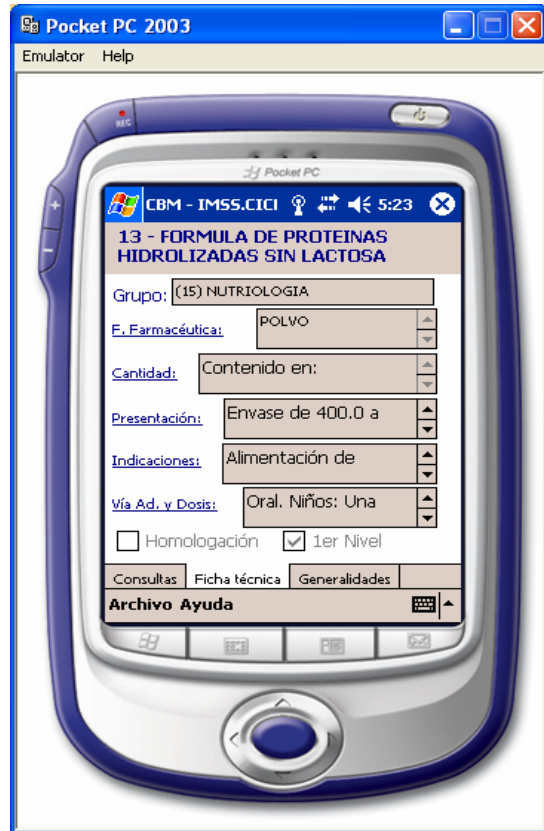 Pocket PC 2003
Emulator Help
REC
Pocket PC
CBM - IMSS.CICI 5:23
13 - FORMULA DE PROTEINAS
HIDROLIZADAS SIN LACTOSA
Grupo: (15) NUTRIOLOGIA
F. Farmacéutica: POLVO
Cantidad: Contenido en:
Presentación: Envase de 400.0 a
Indicaciones: Alimentación de
Vía Ad. y Dosis: Oral. Niños: Una
Homologación 1er Nivel
Consultas Ficha técnica Generalidades
Archivo Ayuda